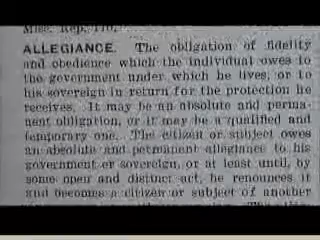 Misc. Rep. 110,
ALLEGIANCE. The obligation of fidelity
and obedience which the individual owes to
the government under which he lives, or to
his sovereign in return for the protection he
receives. It may be an absolute and perma-
nent obligation, or it may be a qualified and
temporary one. The citizen or subject owes
an absolute and permanent allegiance to his
government or sovereign, or at least until, by
some open and distinct act, he renounces it
and becomes a citizen or subject of another